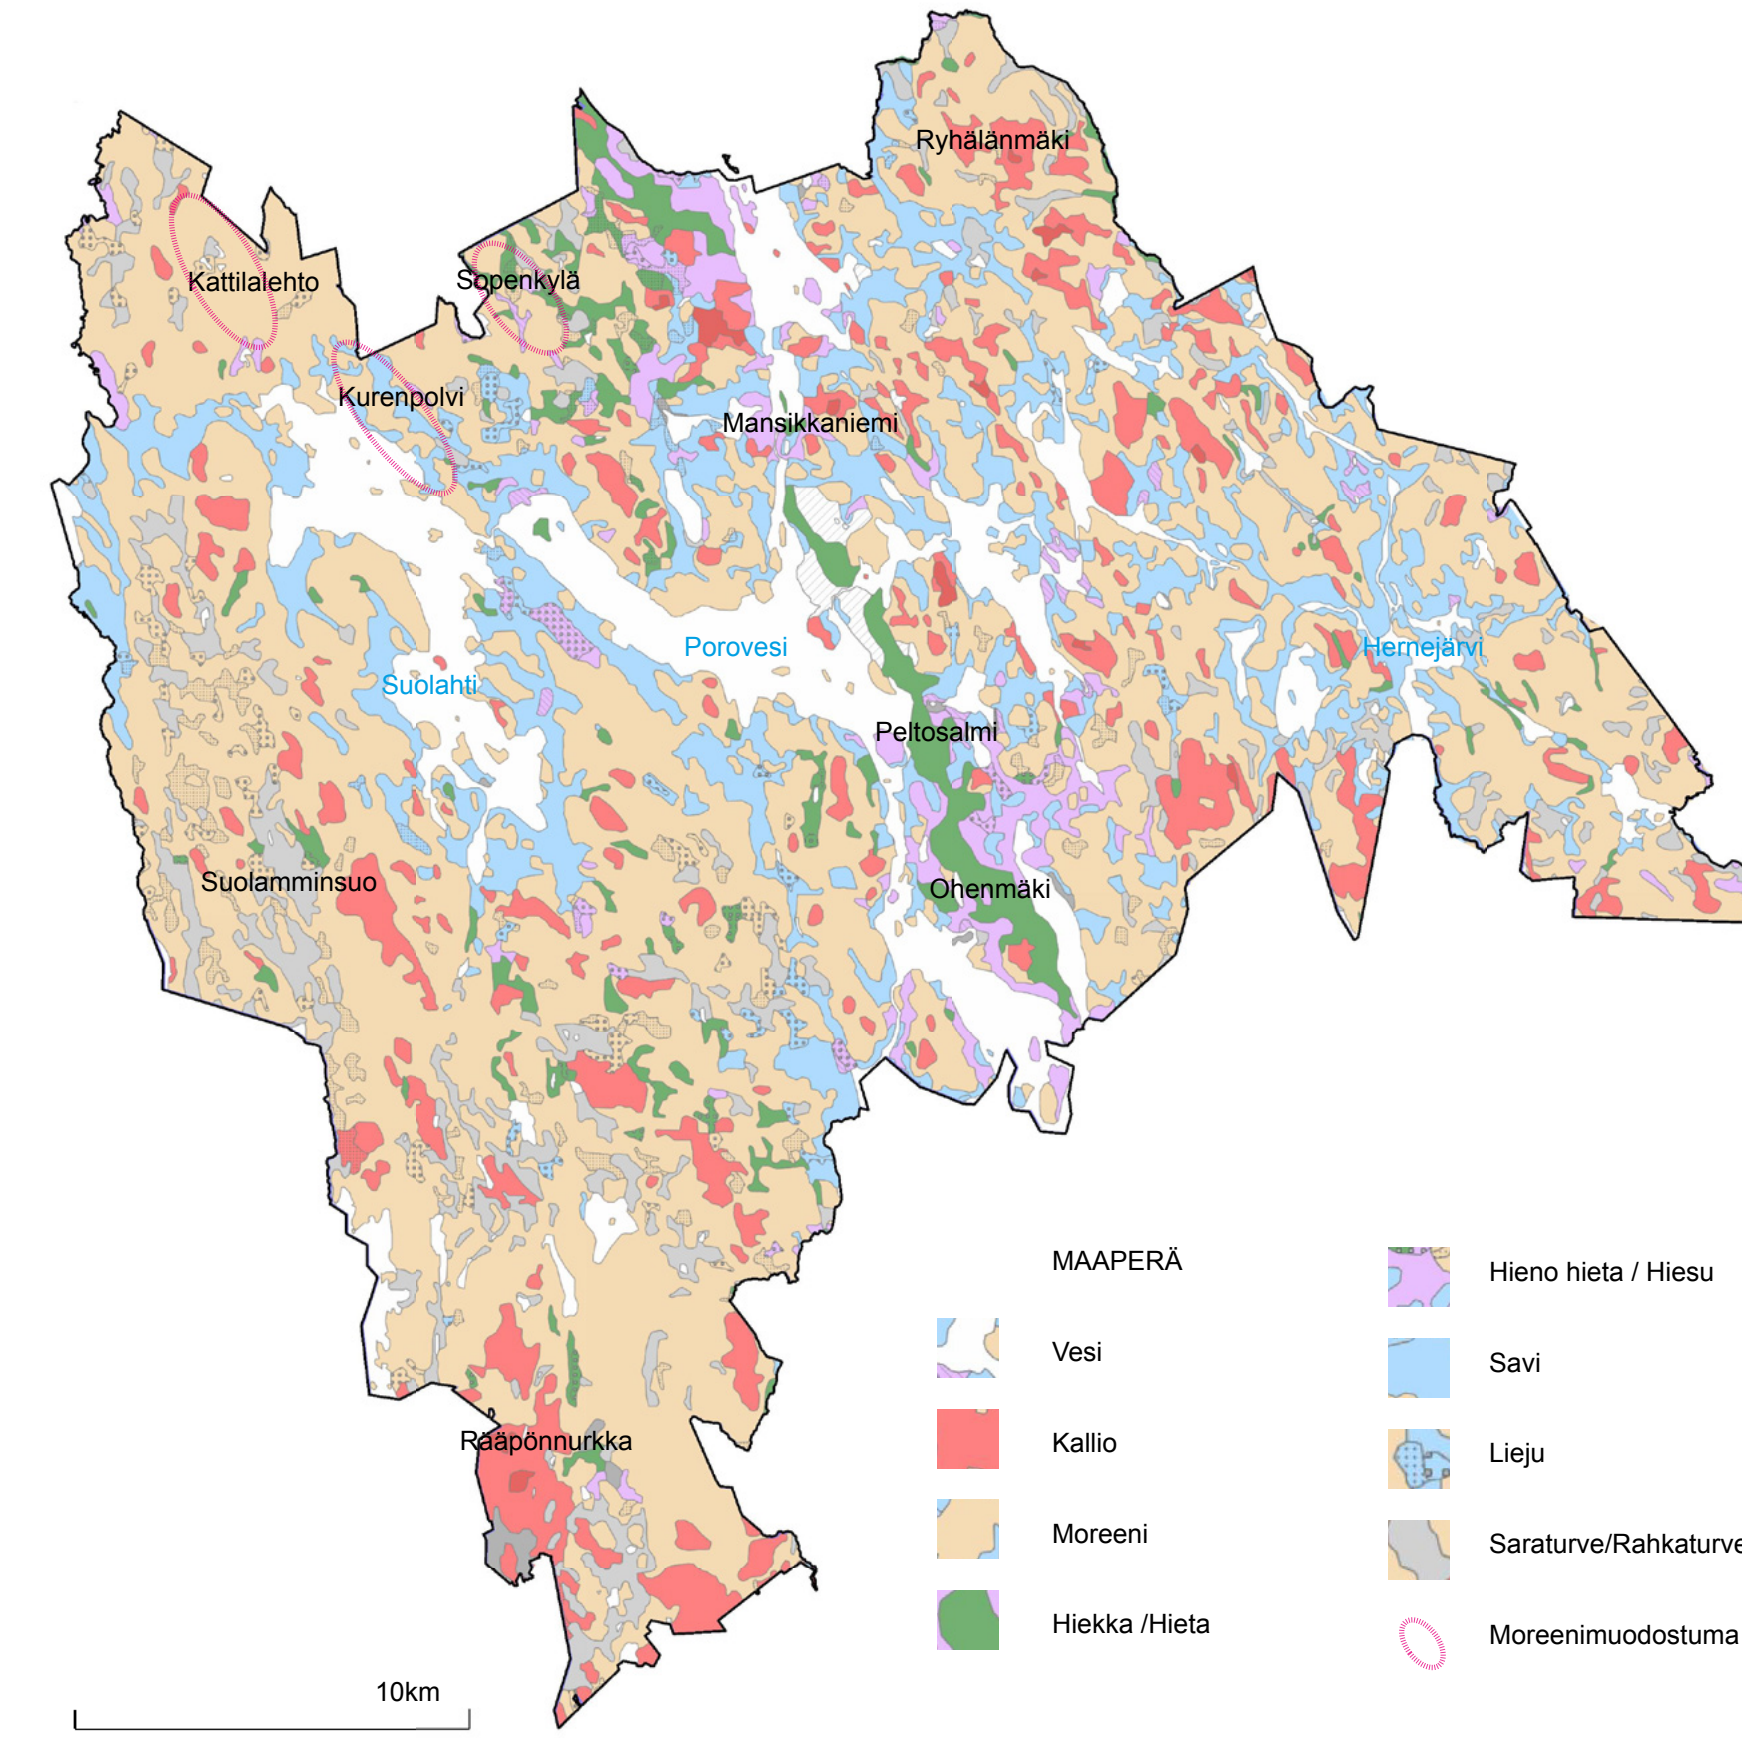 Ryhälänmäki
Kattilalehto
Sopenkylä
Kurenpolvi
Mansikkaniemi
Porovesi
Hernejärvi
Suolahti
Peltosalmi
Suolamminsuo
Ohenmäki
MAAPERÄ
Hieno hieta / Hiesu
Vesi
Savi
Kallio
Rääpönnurkka
Lieju
Moreeni
Saraturve/Rahkaturve
Hiekka /Hieta
Moreenimuodostuma
10km